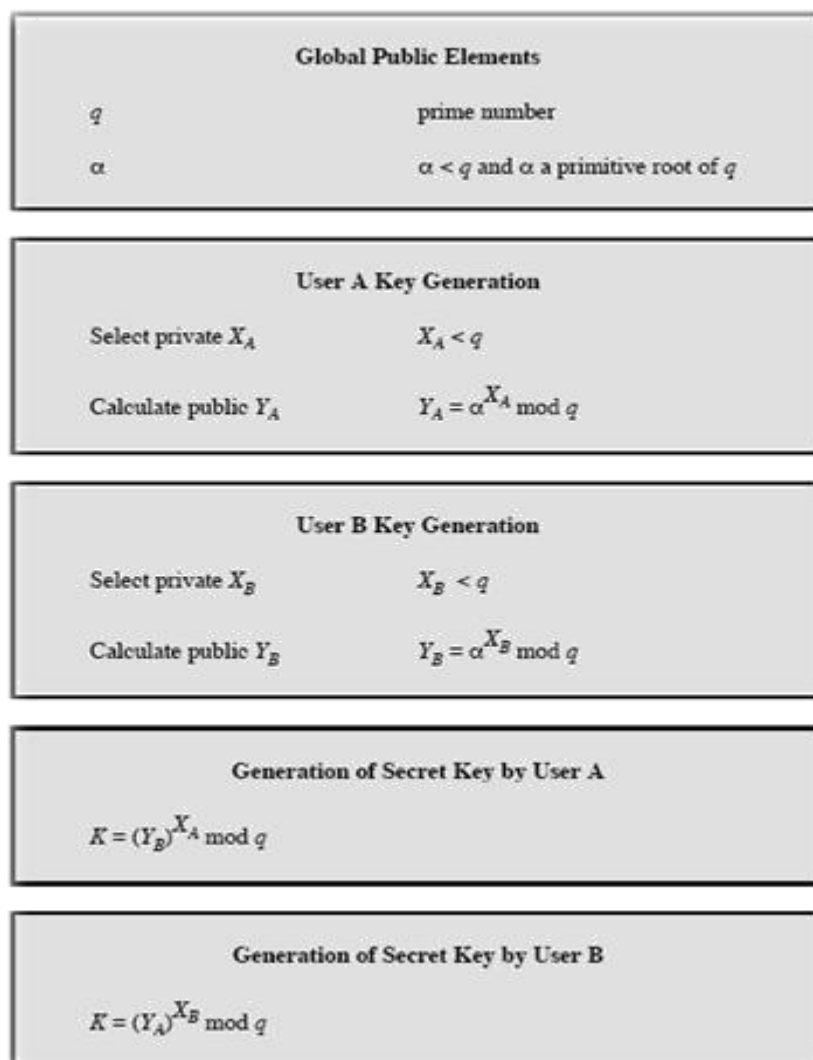 Global Public Elements
q prime number
α α < q and α a primitive root of q
User A Key Generation
Select private X_A X_A < q
Calculate public Y_A Y_A = α^{X_A} mod q
User B Key Generation
Select private X_B X_B < q
Calculate public Y_B Y_B = α^{X_B} mod q
Generation of Secret Key by User A
K = (Y_B)^{X_A} mod q
Generation of Secret Key by User B
K = (Y_A)^{X_B} mod q